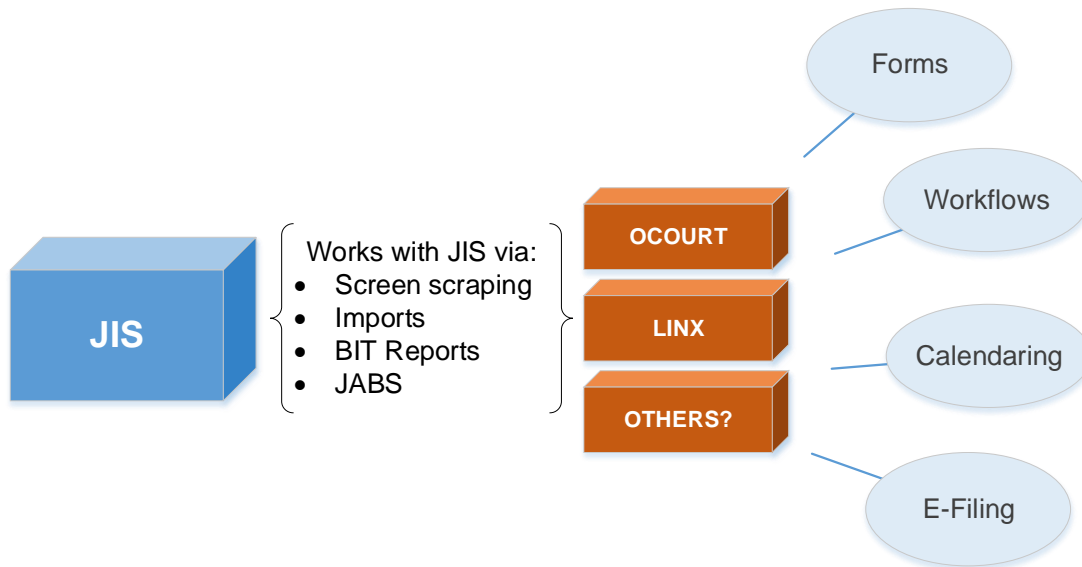 JIS
Works with JIS via:
• Screen scraping
• Imports
• BIT Reports
• JABS
OCOURT
LINX
OTHERS?
Forms
Workflows
Calendaring
E-Filing